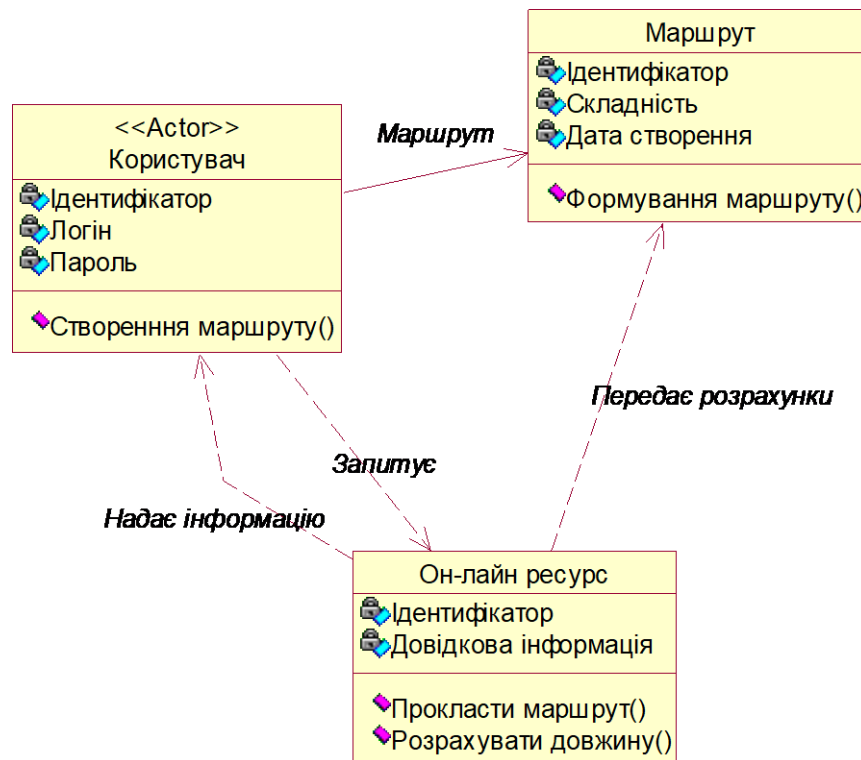 Маршрут
Ідентифікатор
Складність
Дата створення
Формування маршруту()
<<Actor>>
Користувач
Ідентифікатор
Логін
Пароль
Створенння маршруту()
Маршрут
Передає розрахунки
Запитує
Надає інформацію
Он-лайн ресурс
Ідентифікатор
Довідкова інформація
Прокласти маршрут()
Розрахувати довжину()